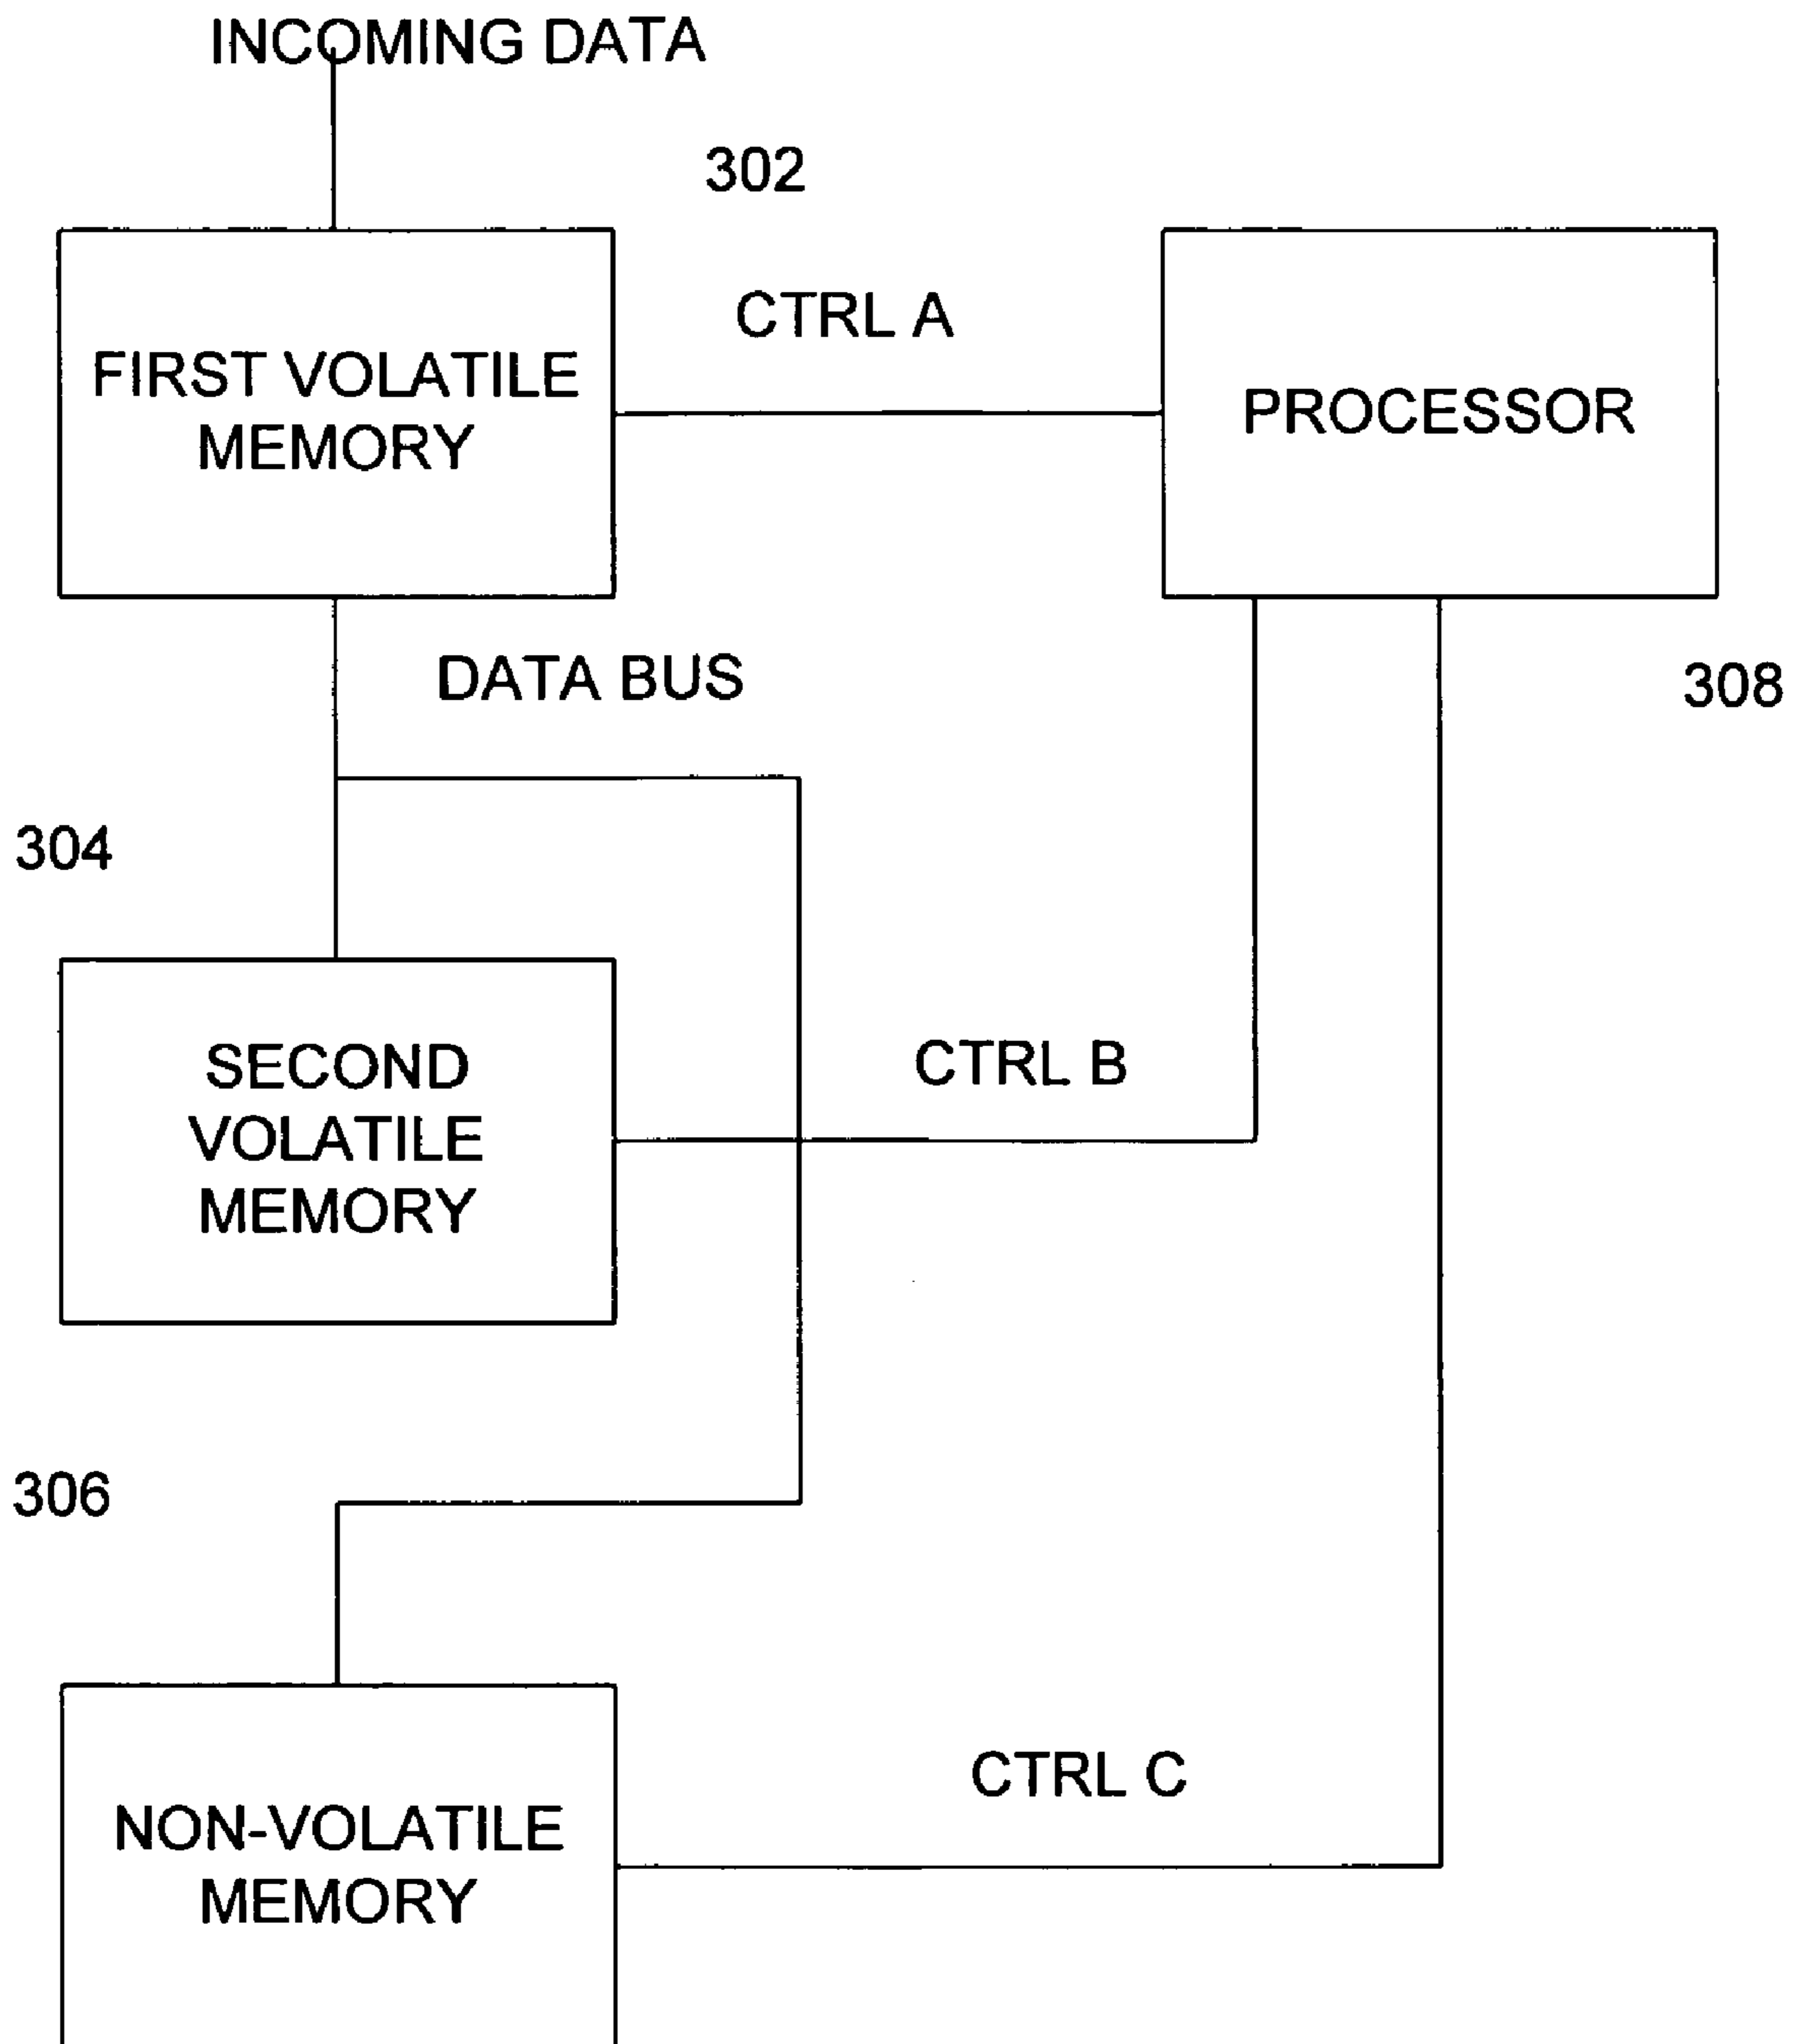 INCOMING DATA
302
CTRL A
FIRST VOLATILE
MEMORY
PROCESSOR
DATA BUS
308
304
SECOND
VOLATILE
MEMORY
CTRL B
306
CTRL C
NON-VOLATILE
MEMORY